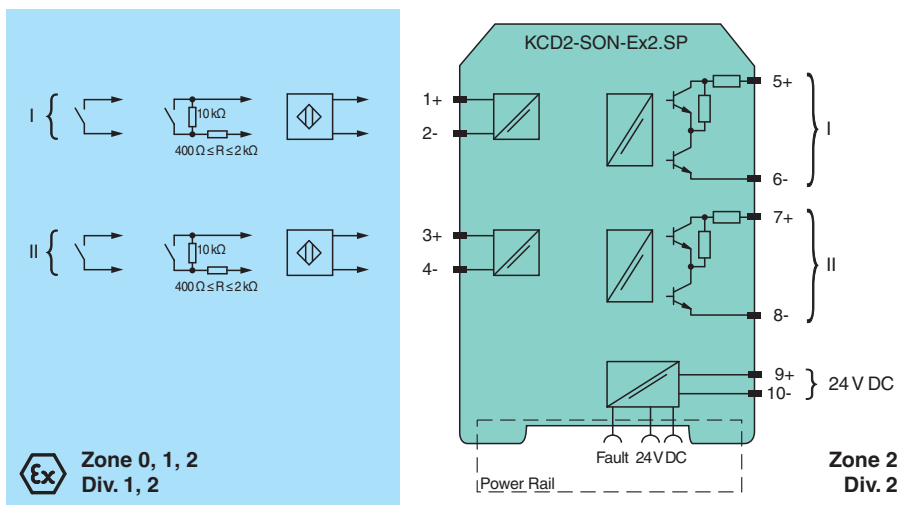 KCD2-SON-Ex2.SP
I
10 kΩ
400 Ω ≤ R ≤ 2 kΩ
1+
2-
5+
6-
I
II
10 kΩ
400 Ω ≤ R ≤ 2 kΩ
3+
4-
7+
8-
II
9+
10-
24 V DC
Fault 24 V DC
Power Rail
Ex
Zone 0, 1, 2
Div. 1, 2
Zone 2
Div. 2